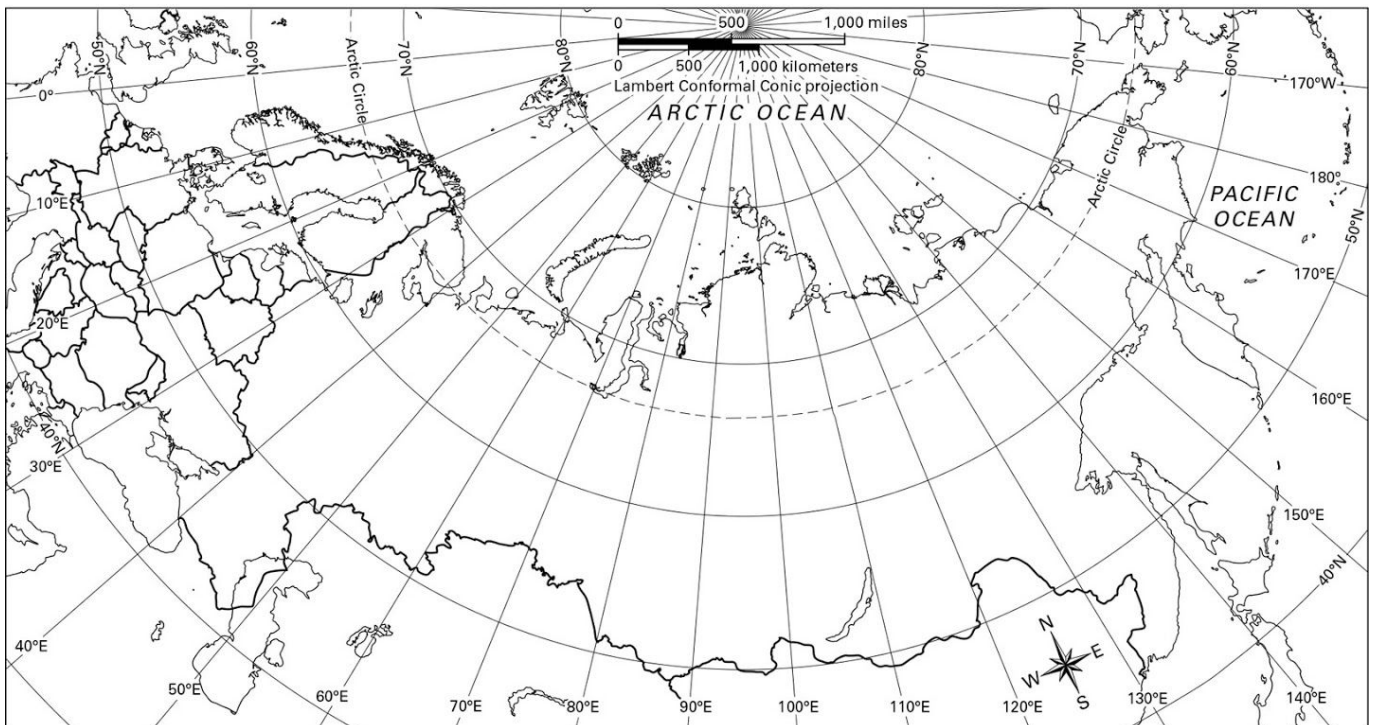 0 500 1,000 miles
0 500 1,000 kilometers
Lambert Conformal Conic projection
ARCTIC OCEAN
PACIFIC
OCEAN
50°N
60°N
Arctic Circle
70°N
80°N
80°N
70°N
Arctic Circle
60°N
170°W
180°
50°N
170°E
160°E
150°E
40°N
140°E
130°E
120°E
110°E
100°E
90°E
80°E
70°E
60°E
50°E
40°E
30°E
40°N
20°E
10°E
0°
N
E
W
S